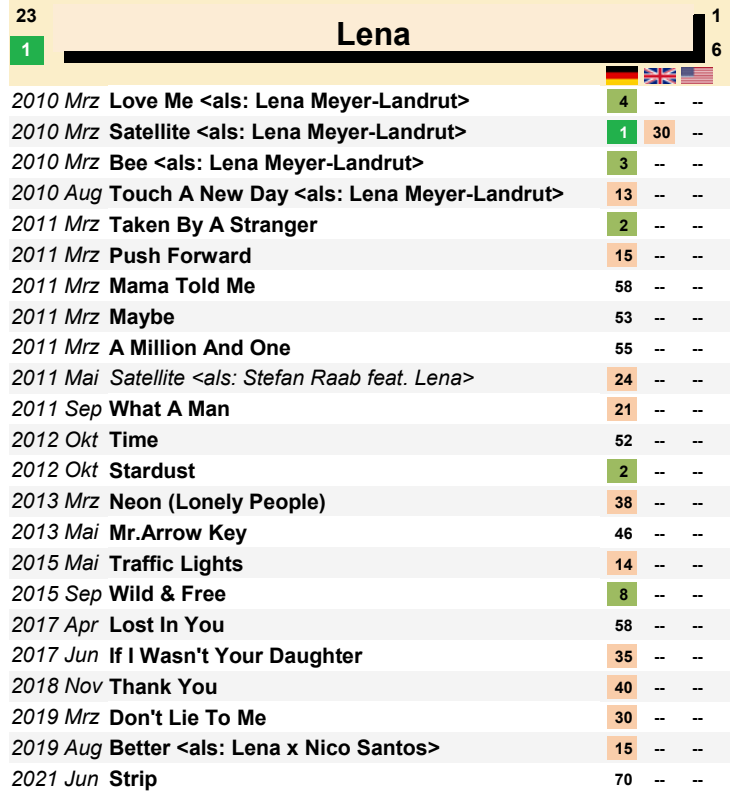 23 Lena 1
1 6
2010 Mrz Love Me <als: Lena Meyer-Landrut> 4 -- --
2010 Mrz Satellite <als: Lena Meyer-Landrut> 1 30 --
2010 Mrz Bee <als: Lena Meyer-Landrut> 3 -- --
2010 Aug Touch A New Day <als: Lena Meyer-Landrut> 13 -- --
2011 Mrz Taken By A Stranger 2 -- --
2011 Mrz Push Forward 15 -- --
2011 Mrz Mama Told Me 58 -- --
2011 Mrz Maybe 53 -- --
2011 Mrz A Million And One 55 -- --
2011 Mai Satellite <als: Stefan Raab feat. Lena> 24 -- --
2011 Sep What A Man 21 -- --
2012 Okt Time 52 -- --
2012 Okt Stardust 2 -- --
2013 Mrz Neon (Lonely People) 38 -- --
2013 Mai Mr.Arrow Key 46 -- --
2015 Mai Traffic Lights 14 -- --
2015 Sep Wild & Free 8 -- --
2017 Apr Lost In You 58 -- --
2017 Jun If I Wasn't Your Daughter 35 -- --
2018 Nov Thank You 40 -- --
2019 Mrz Don't Lie To Me 30 -- --
2019 Aug Better <als: Lena x Nico Santos> 15 -- --
2021 Jun Strip 70 -- --